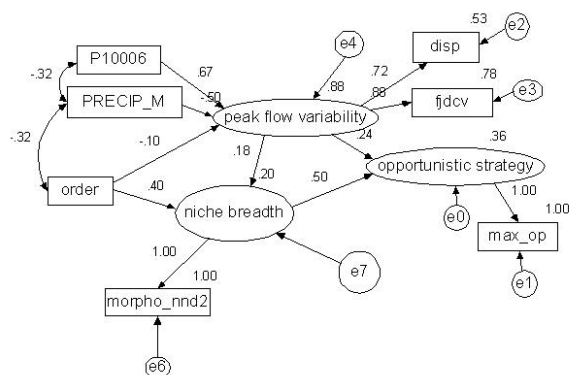 .53
e4
disp
e2
P10006
-.32
.67
.72
.78
PRECIP_M
-.50
.88
.88
fjdcv
e3
peak flow variability
-.32
.24
.36
-.10
.18
opportunistic strategy
order
.40
.20
.50
niche breadth
1.00
e0
1.00
max_op
1.00
1.00
e7
e1
morpho_nnd2
e6